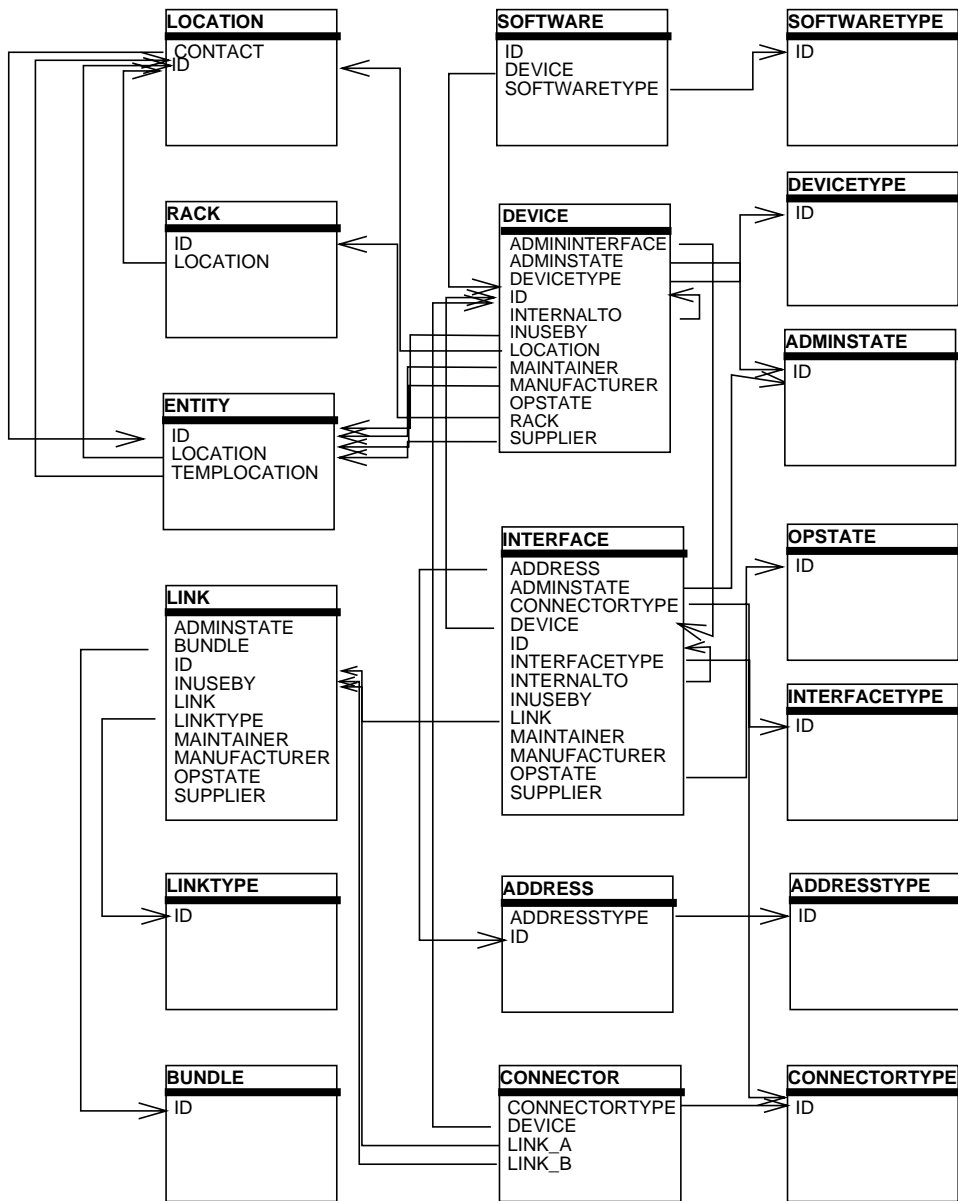 LOCATION
CONTACT
ID
SOFTWARE
ID
DEVICE
SOFTWARETYPE
SOFTWARETYPE
ID
RACK
ID
LOCATION
DEVICE
ADMININTERFACE
ADMINSTATE
DEVICETYPE
ID
INTERNALTO
INUSEBY
LOCATION
MAINTAINER
MANUFACTURER
OPSTATE
RACK
SUPPLIER
DEVICETYPE
ID
ADMINSTATE
ID
ENTITY
ID
LOCATION
TEMPLOCATION
INTERFACE
ADDRESS
ADMINSTATE
CONNECTORTYPE
DEVICE
ID
INTERFACETYPE
INTERNALTO
INUSEBY
LINK
MAINTAINER
MANUFACTURER
OPSTATE
SUPPLIER
OPSTATE
ID
LINK
ADMINSTATE
BUNDLE
ID
INUSEBY
LINK
LINKTYPE
MAINTAINER
MANUFACTURER
OPSTATE
SUPPLIER
INTERFACETYPE
ID
LINKTYPE
ID
ADDRESS
ADDRESSTYPE
ID
ADDRESSTYPE
ID
BUNDLE
ID
CONNECTOR
CONNECTORTYPE
DEVICE
LINK_A
LINK_B
CONNECTORTYPE
ID